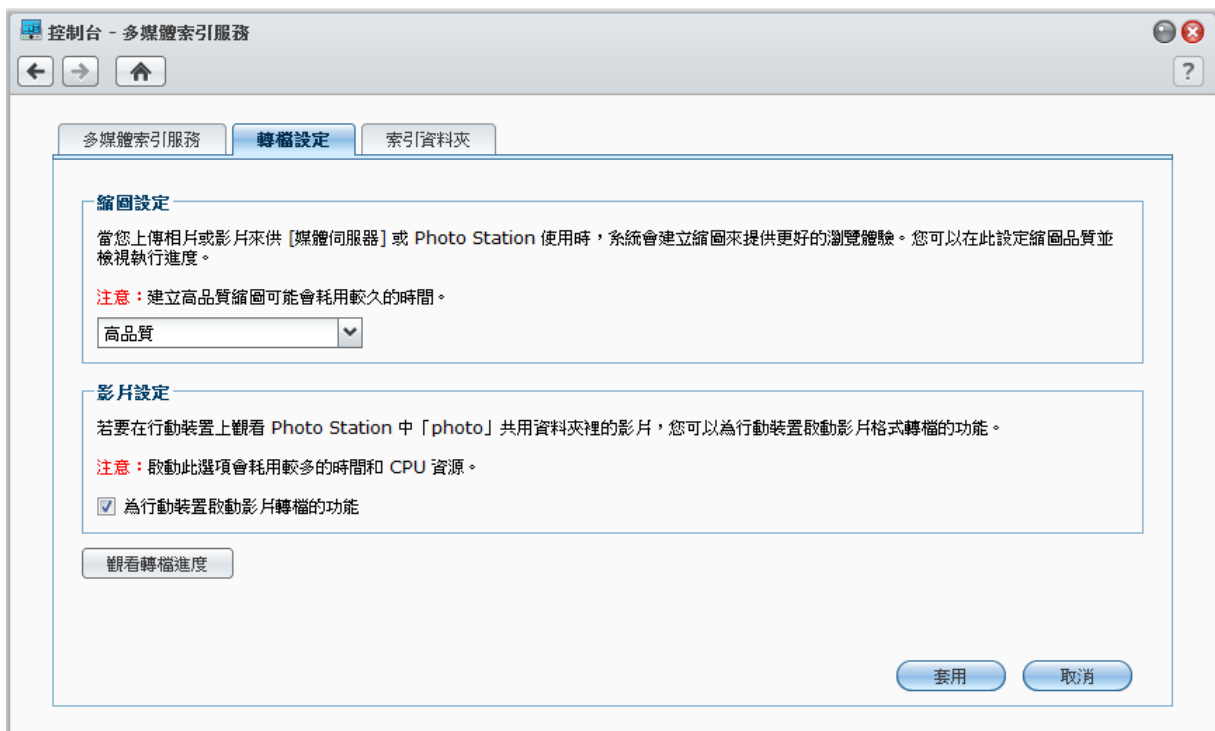 控制台 - 多媒體索引服務
?
多媒體索引服務
轉檔設定
索引資料夾
縮圖設定
當您上傳相片或影片來供 [媒體伺服器] 或 Photo Station 使用時，系統會建立縮圖來提供更好的瀏覽體驗。您可以在此設定縮圖品質並
檢視執行進度。
注意：建立高品質縮圖可能會耗用較久的時間。
高品質
影片設定
若要在行動裝置上觀看 Photo Station 中「photo」共用資料夾裡的影片，您可以為行動裝置啟動影片格式轉檔的功能。
注意：啟動此選項會耗用較多的時間和 CPU 資源。
為行動裝置啟動影片轉檔的功能
觀看轉檔進度
套用
取消